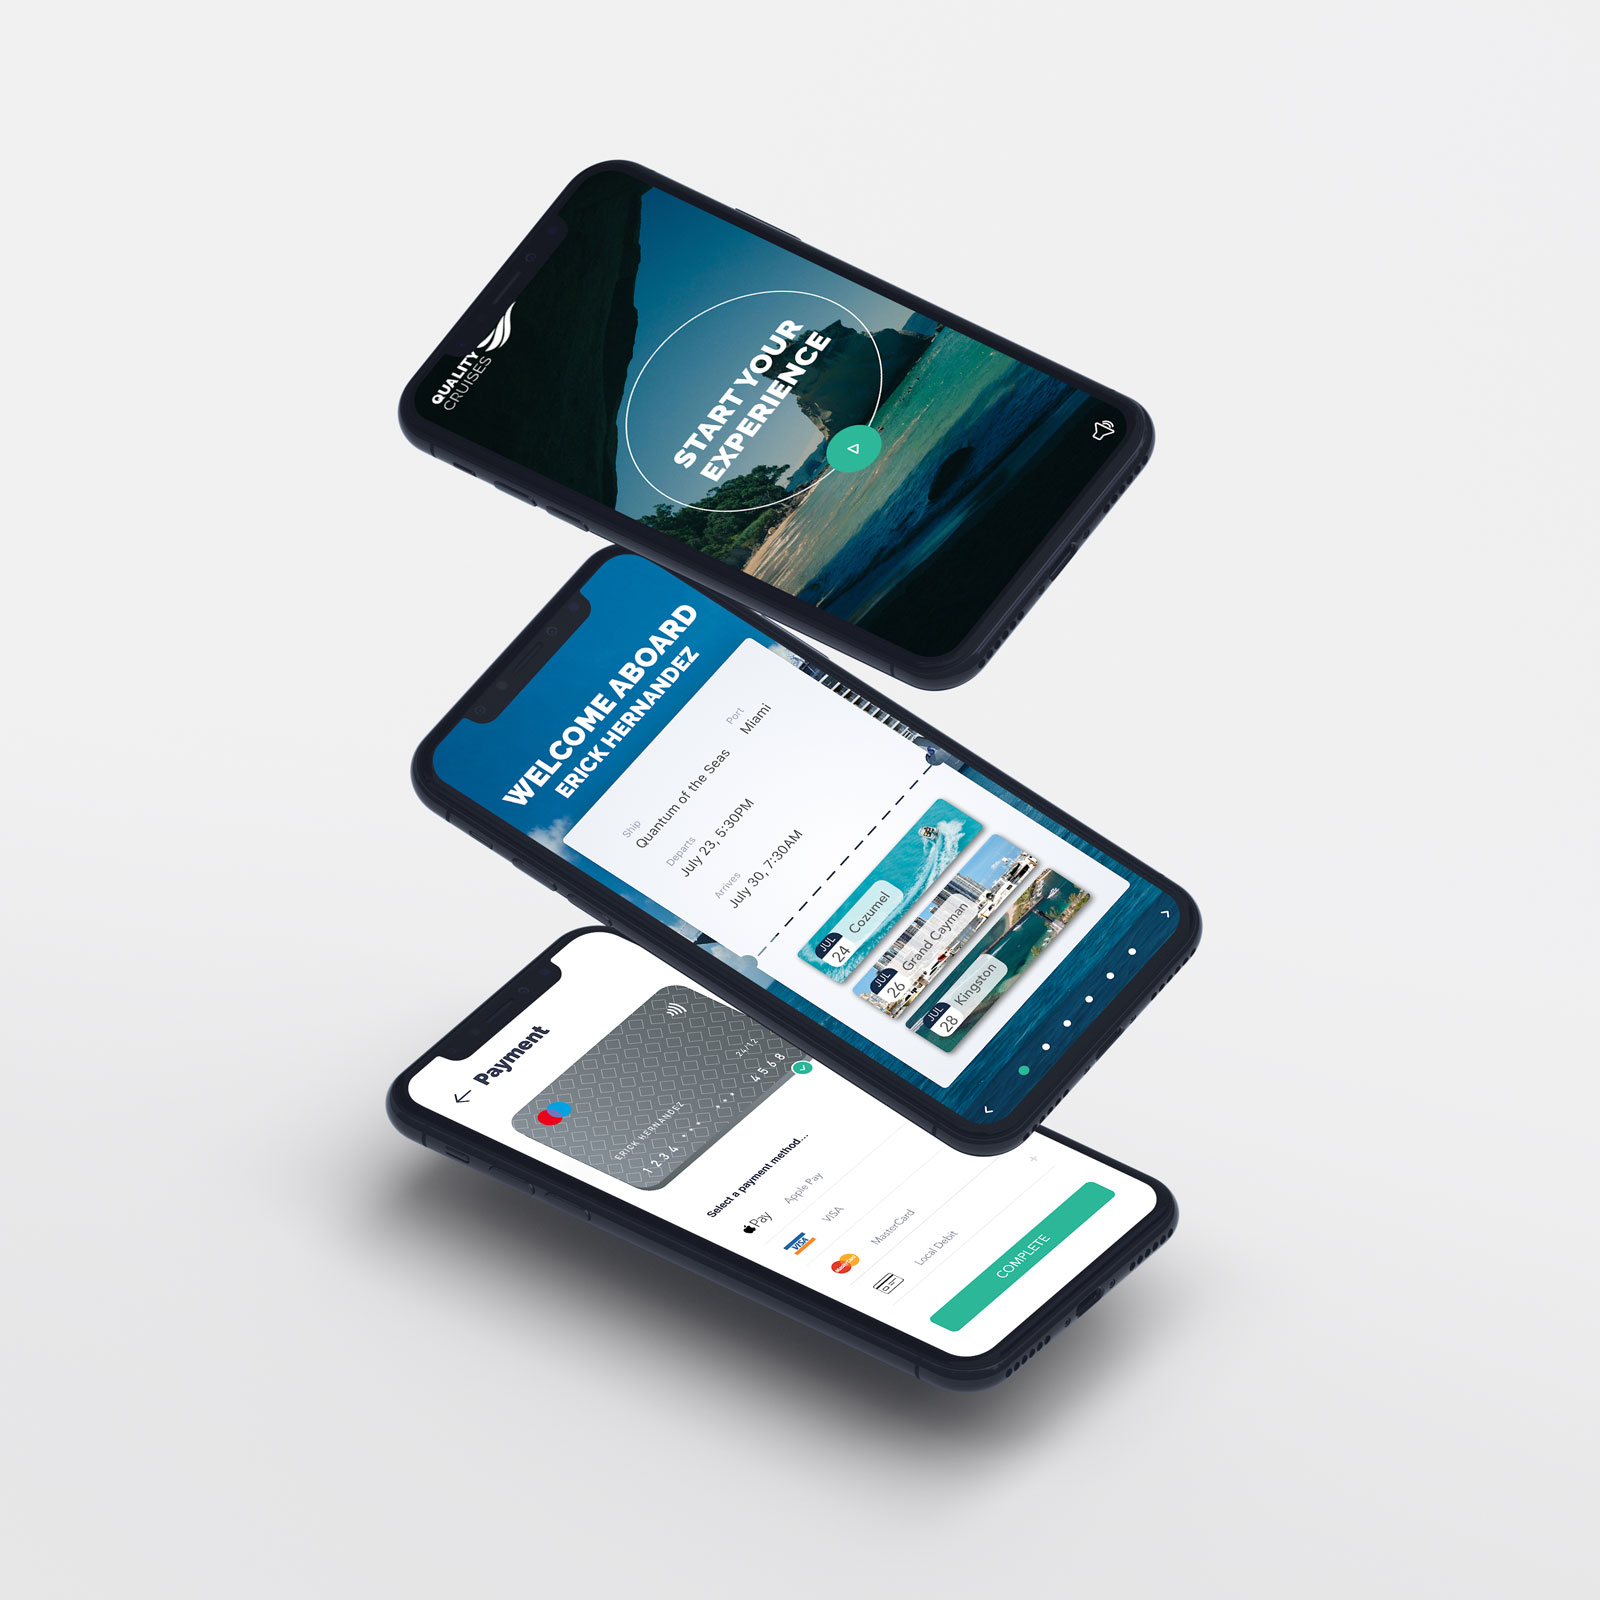 QUALITY
CRUISES
START YOUR
EXPERIENCE
WELCOME ABOARD
ERICK HERNANDEZ
Ship
Quantum of the Seas
Port
Miami
Departs
July 23, 5:30PM
Arrives
July 30, 7:30AM
JUL
24
Cozumel
JUL
26
Grand Cayman
JUL
28
Kingston
Payment
24/12
ERICK HERNANDEZ
1234 **** **** 4568
Select a payment method...
Pay
Apple Pay
VISA
VISA
MasterCard
MasterCard
Local Debit
COMPLETE